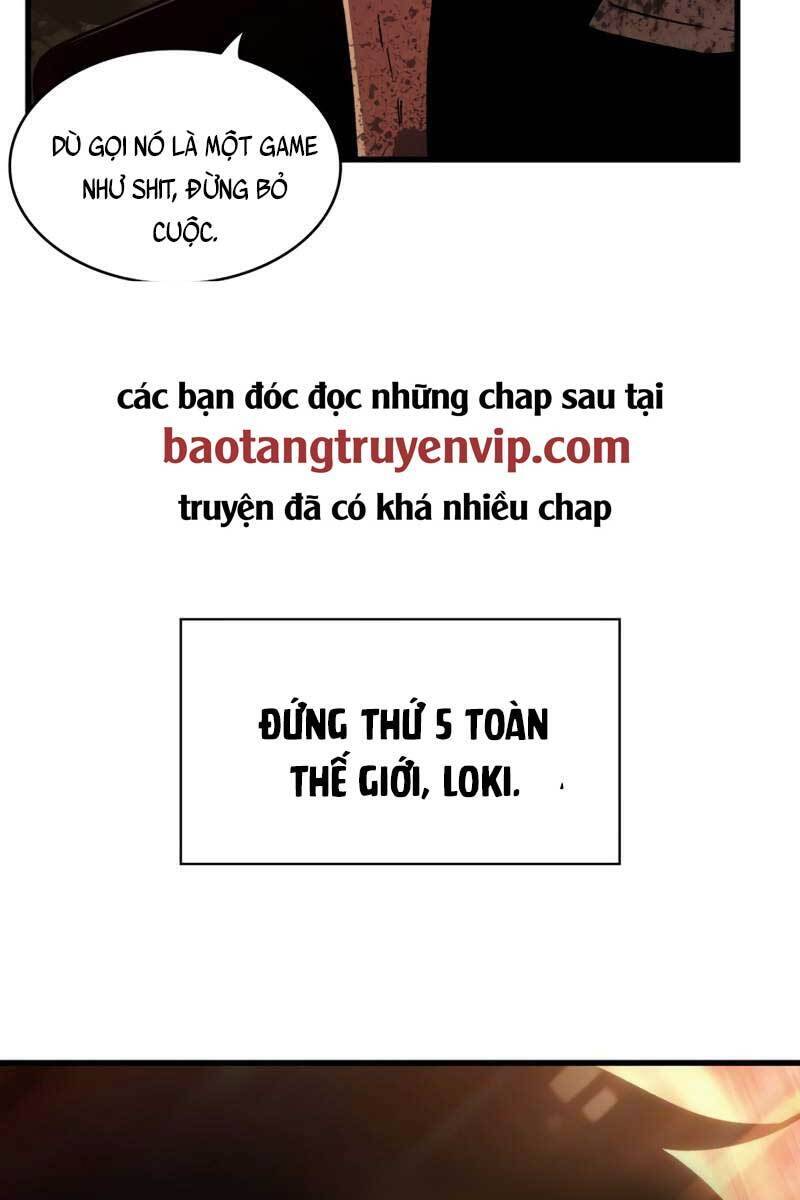 DÙ GỌI NÓ LÀ MỘT GAME
NHƯ SHIT, ĐỪNG BỎ
CUỘC.
các bạn đóc đọc những chap sau tại
baotangtruyenvip.com
truyện đã có khá nhiều chap
ĐỨNG THỨ 5 TOÀN
THẾ GIỚI, LOKI.